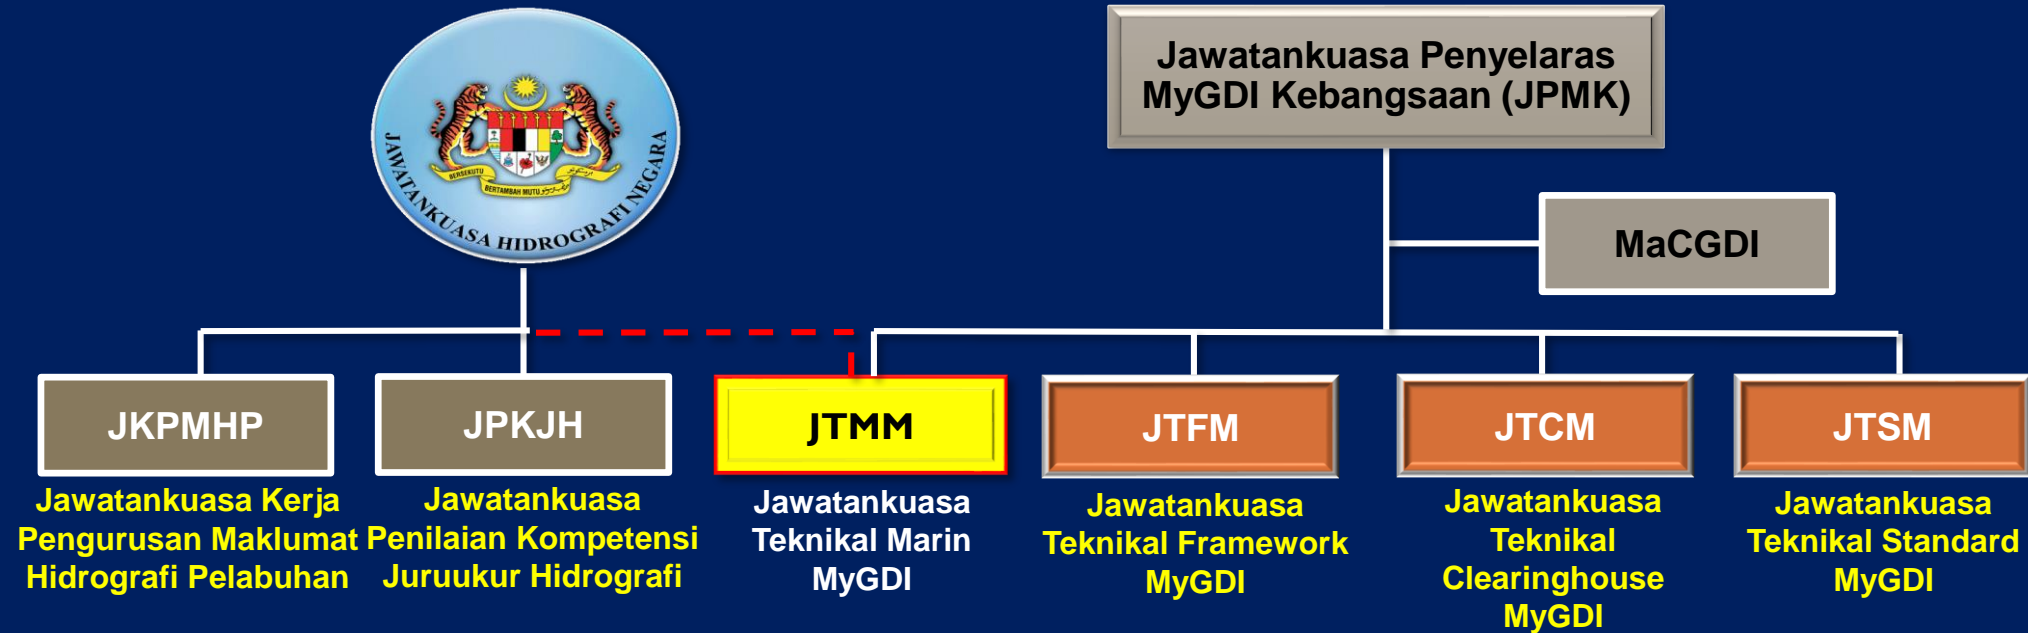 JAWATANKUASA HIDROGRAFI NEGARA
BERSEKUTU
BERTAMBAH MUTU
Jawatankuasa Penyelaras
MyGDI Kebangsaan (JPMK)
MaCGDI
JKPMHP
Jawatankuasa Kerja
Pengurusan Maklumat
Hidrografi Pelabuhan
JPKJH
Jawatankuasa
Penilaian Kompetensi
Juruukur Hidrografi
JTMM
Jawatankuasa
Teknikal Marin
MyGDI
JTFM
Jawatankuasa
Teknikal Framework
MyGDI
JTCM
Jawatankuasa
Teknikal
Clearinghouse
MyGDI
JTSM
Jawatankuasa
Teknikal Standard
MyGDI